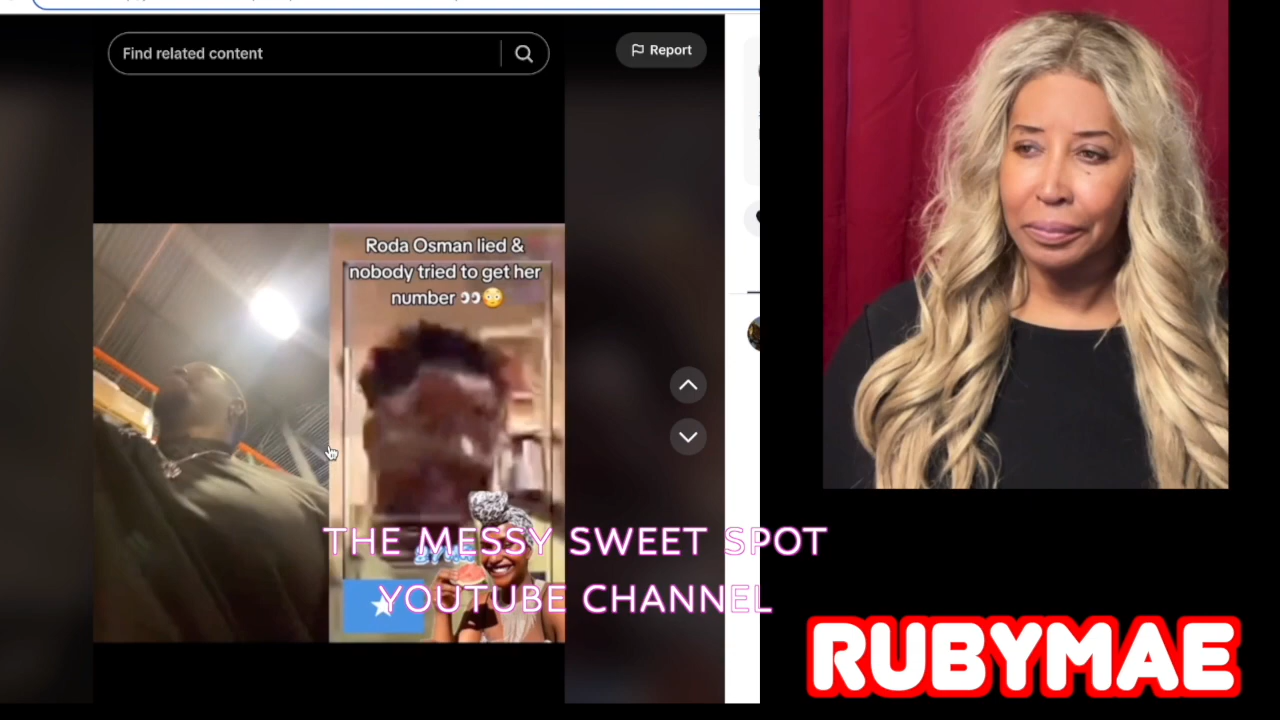 Find related content
Report
Roda Osman lied &
nobody tried to get her
number 👀😳
THE MESSY SWEET SPOT
YOUTUBE CHANNEL
RUBYMAE